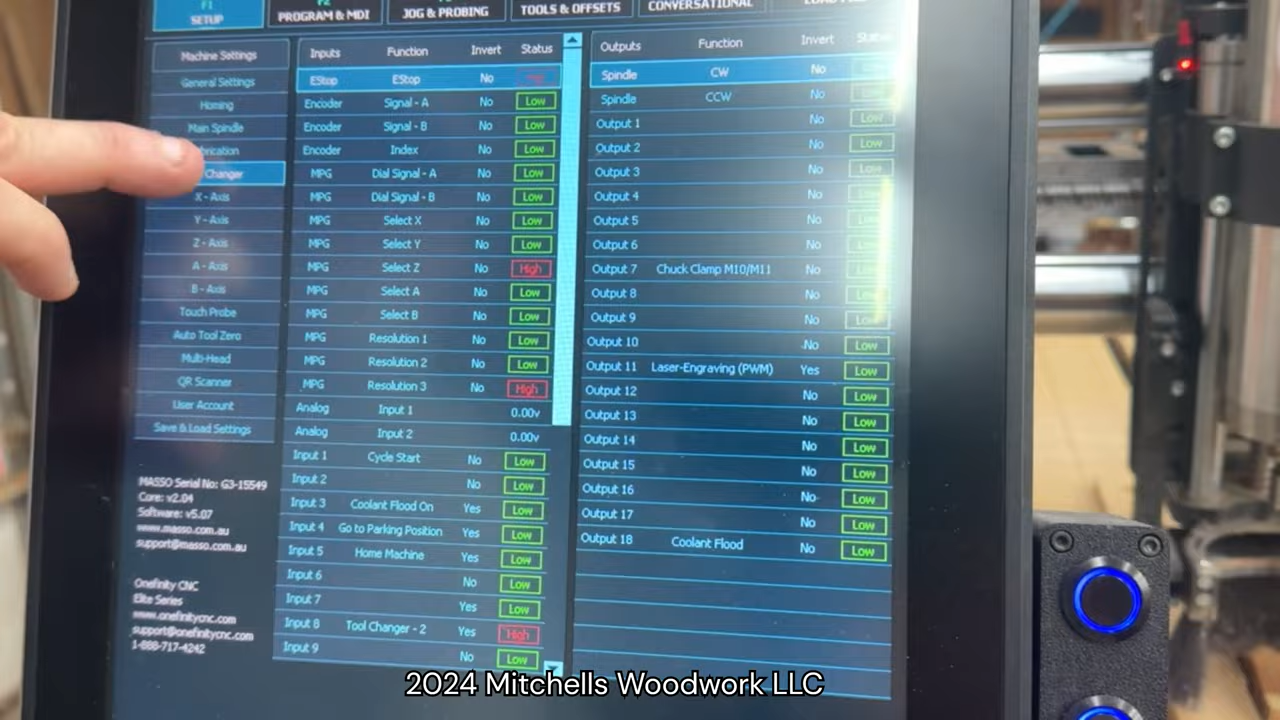 F1
SETUP
PROGRAM & MDI
JOG & PROBING
TOOLS & OFFSETS
CONVERSATIONAL
Machine Settings
General Settings
Homing
Main Spindle
Changer
X - Axis
Y - Axis
Z - Axis
A - Axis
B - Axis
Touch Probe
Auto Tool Zero
Multi-Head
QR Scanner
User Account
Save & Load Settings
MASSO Serial No: G3-15549
Core: v2.04
Software: v5.07
www.masso.com.au
support@masso.com.au
Onefinity CNC
Elite Series
www.onefinitycnc.com
support@onefinitycnc.com
1-888-717-4242
Inputs Function Invert Status
EStop EStop No
Encoder Signal - A No Low
Encoder Signal - B No Low
Encoder Index No Low
MPG Dial Signal - A No Low
MPG Dial Signal - B No Low
MPG Select X No Low
MPG Select Y No Low
MPG Select Z No High
MPG Select A No Low
MPG Select B No Low
MPG Resolution 1 No Low
MPG Resolution 2 No Low
MPG Resolution 3 No High
Analog Input 1 0.00v
Analog Input 2 0.00v
Input 1 Cycle Start No Low
Input 2 No Low
Input 3 Coolant Flood On Yes Low
Input 4 Go to Parking Position Yes Low
Input 5 Home Machine Yes Low
Input 6 No Low
Input 7 Yes Low
Input 8 Tool Changer - 2 Yes High
Input 9 No Low
Outputs Function Invert Status
Spindle CW No
Spindle CCW No
Output 1 No Low
Output 2 No Low
Output 3 No Low
Output 4 No Low
Output 5 No
Output 6 No
Output 7 Chuck Clamp M10/M11 No
Output 8 No
Output 9 No Low
Output 10 No Low
Output 11 Laser-Engraving (PWM) Yes Low
Output 12 No Low
Output 13 No Low
Output 14 No Low
Output 15 No Low
Output 16 No Low
Output 17 No Low
Output 18 Coolant Flood No Low
2024 Mitchells Woodwork LLC